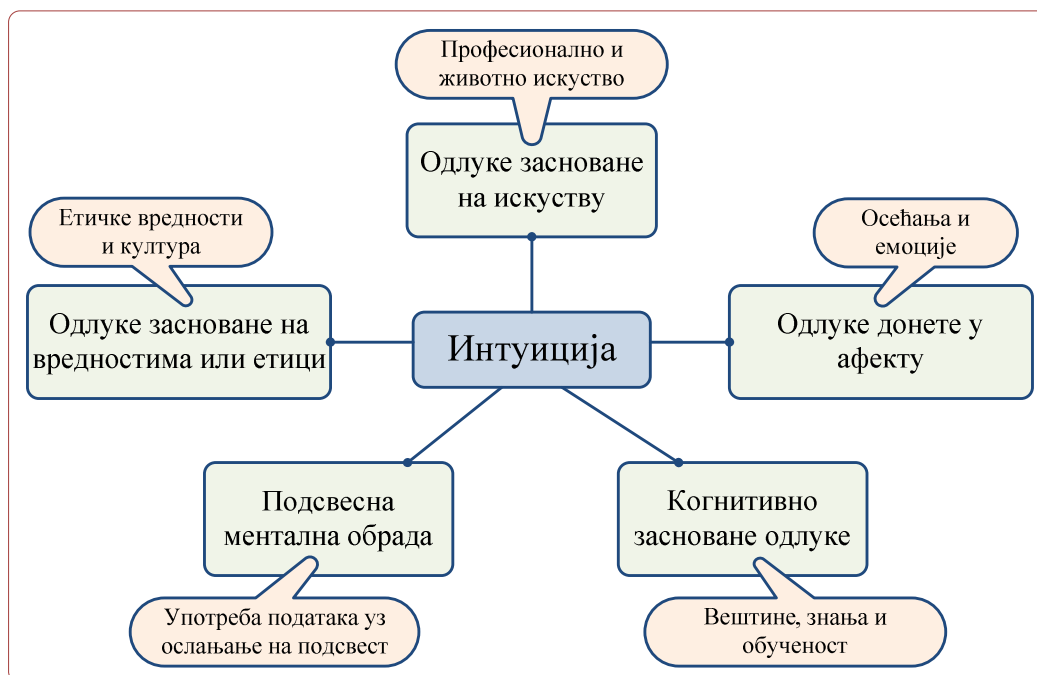 Професионално и
животно искуство
Одлуке засноване
на искуству
Етичке вредности
и култура
Одлуке засноване на
вредностима или етици
Осећања и
емоције
Одлуке донете у
афекту
Интуиција
Подсвесна
ментална обрада
Употреба података уз
ослањање на подсвест
Когнитивно
засноване одлуке
Вештине, знања и
обученост